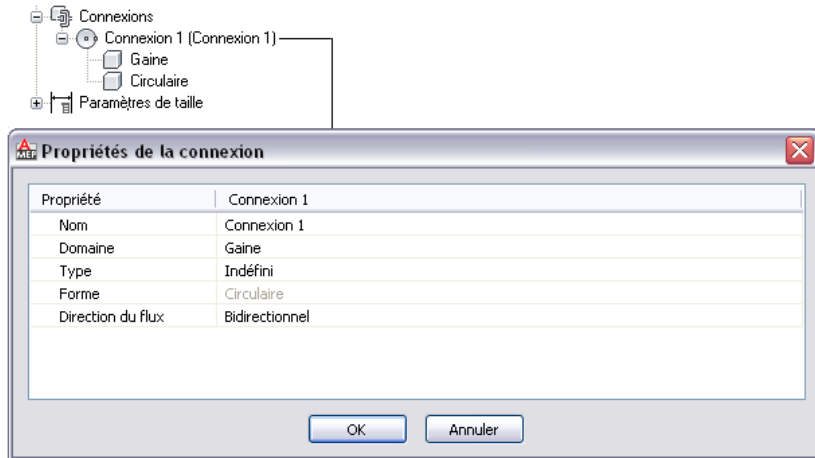 Connexions
Connexion 1 (Connexion 1)
Gaine
Circulaire
Paramètres de taille
MEP Propriétés de la connexion
Propriété Connexion 1
Nom Connexion 1
Domaine Gaine
Type Indéfini
Forme Circulaire
Direction du flux Bidirectionnel
OK Annuler